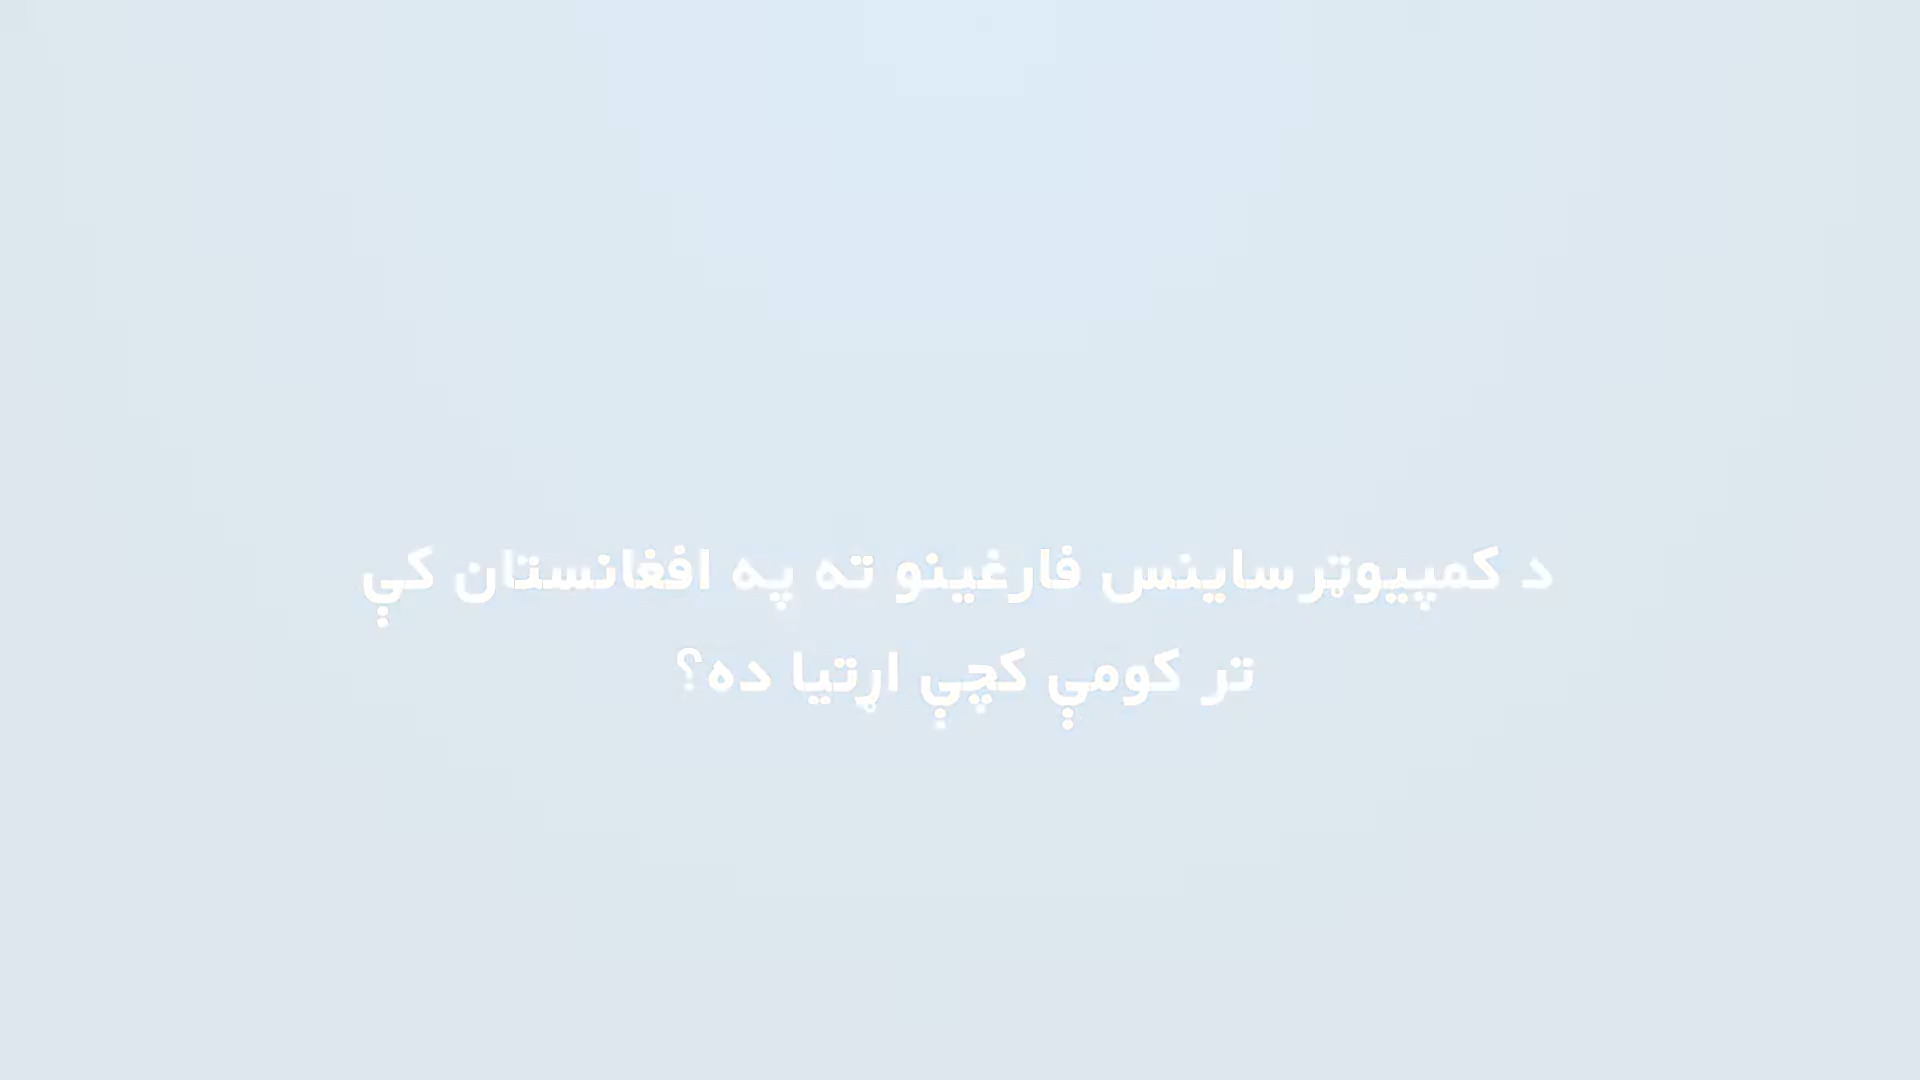 د کمپیوټرساینس فارغینو ته په افغانستان کې
تر کومې کچې اړتیا ده؟